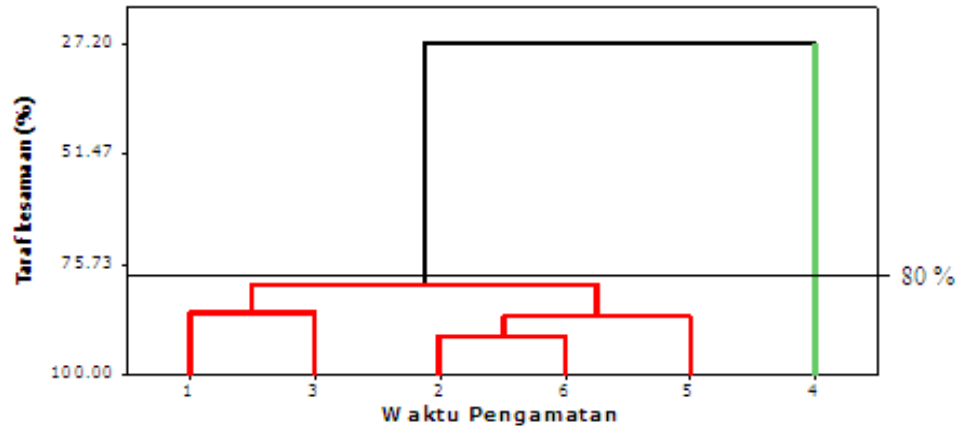 Taraf kesamaan (%)
27.20
51.47
75.73
80 %
100.00
1 3 2 6 5 4
Waktu Pengamatan